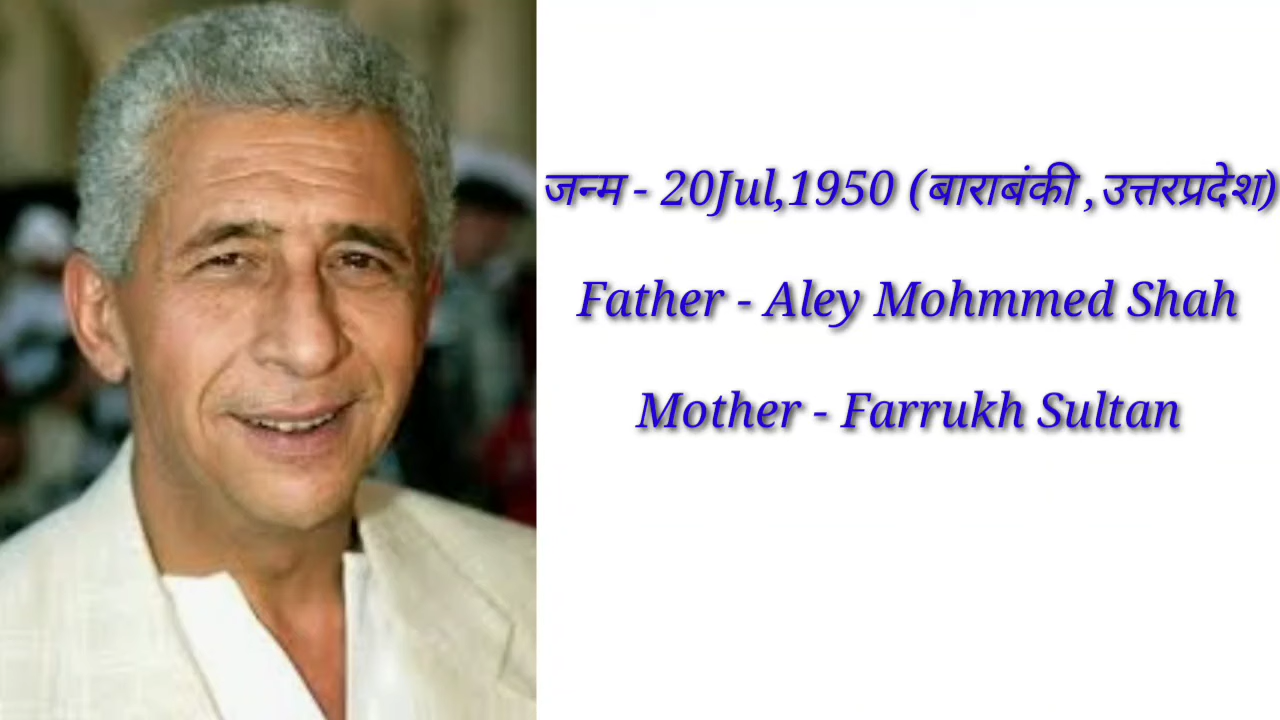 जन्म - 20Jul,1950 (बाराबंकी ,उत्तरप्रदेश)
Father - Aley Mohmmed Shah
Mother - Farrukh Sultan